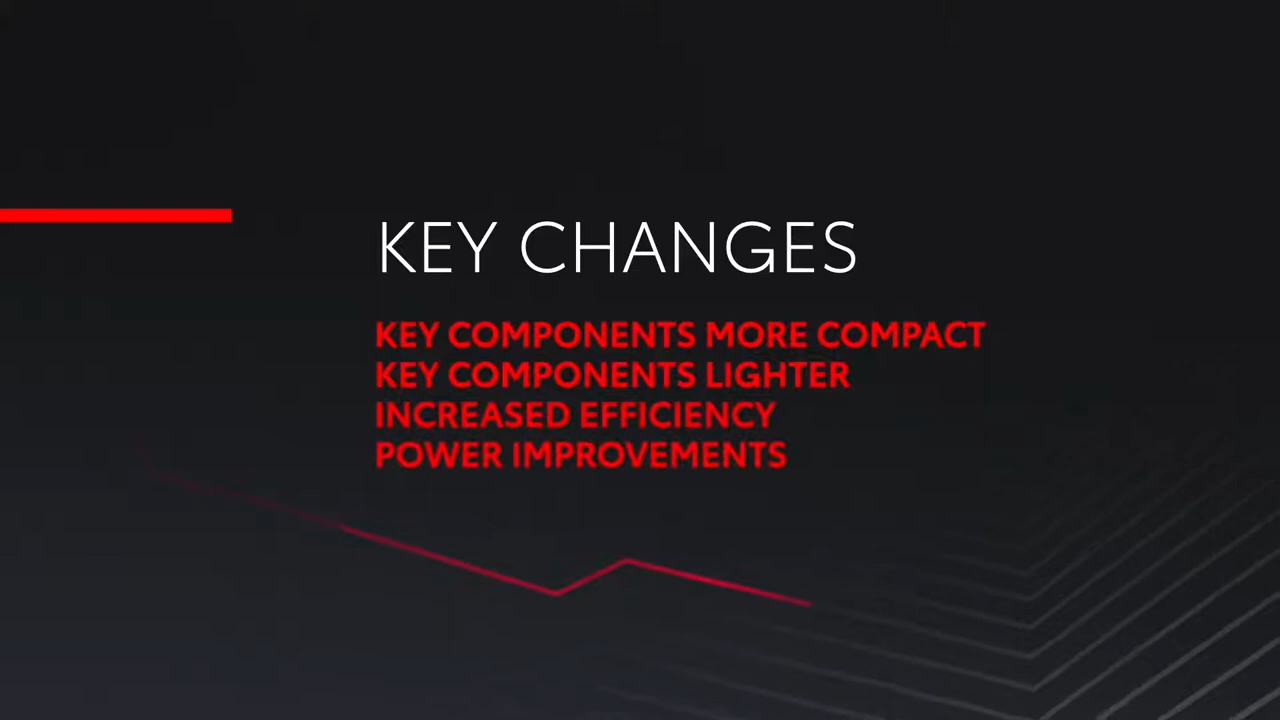 KEY CHANGES
KEY COMPONENTS MORE COMPACT
KEY COMPONENTS LIGHTER
INCREASED EFFICIENCY
POWER IMPROVEMENTS